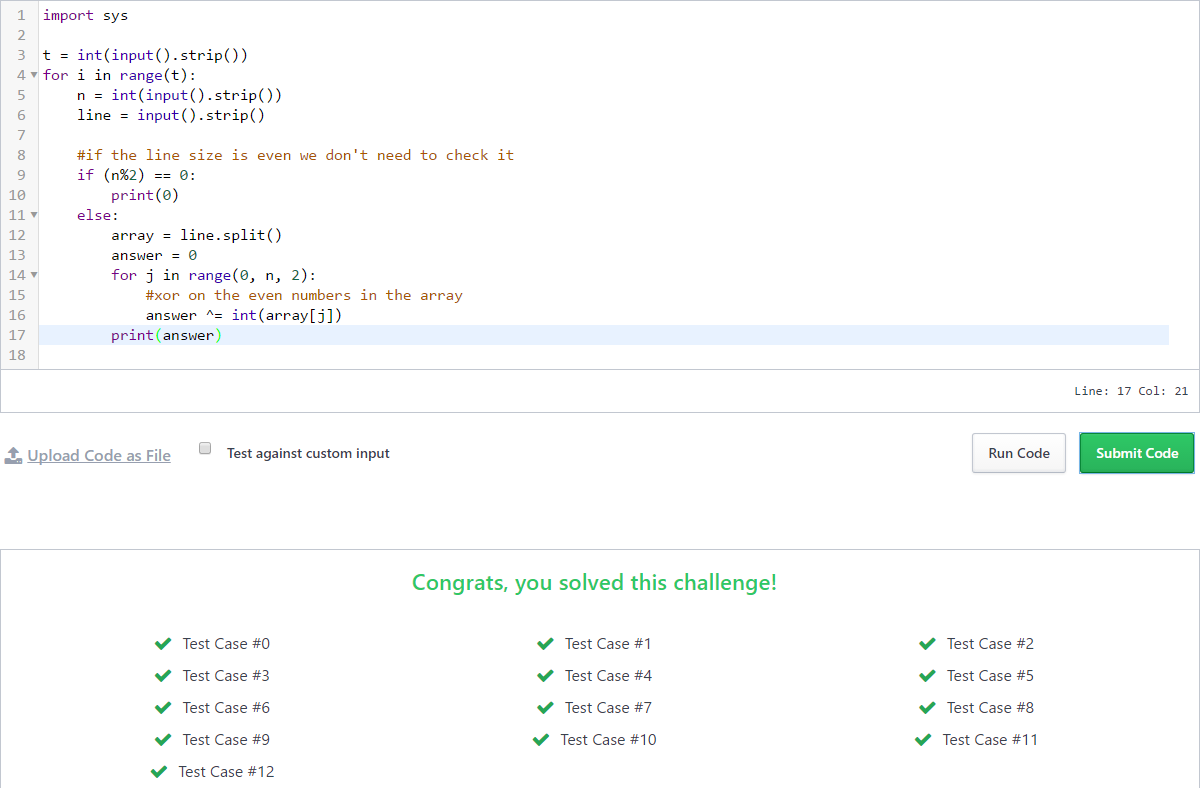 1 import sys
2
3 t = int(input().strip())
4 for i in range(t):
5     n = int(input().strip())
6     line = input().strip()
7
8     #if the line size is even we don't need to check it
9     if (n%2) == 0:
10         print(0)
11     else:
12         array = line.split()
13         answer = 0
14         for j in range(0, n, 2):
15             #xor on the even numbers in the array
16             answer ^= int(array[j])
17         print(answer)
18
Line: 17 Col: 21
Upload Code as File Test against custom input Run Code Submit Code
Congrats, you solved this challenge!
Test Case #0 Test Case #1 Test Case #2
Test Case #3 Test Case #4 Test Case #5
Test Case #6 Test Case #7 Test Case #8
Test Case #9 Test Case #10 Test Case #11
Test Case #12